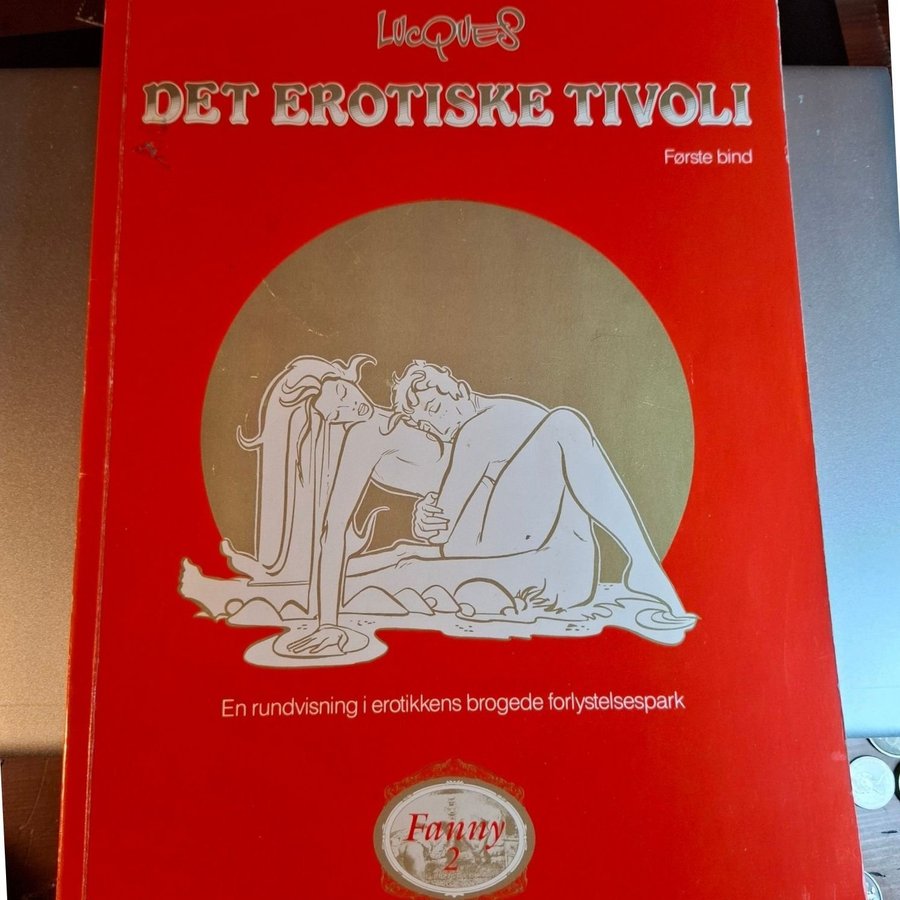 LUCQUES
DET EROTISKE TIVOLI
Første bind
En rundvisning i erotikkens brogede forlystelsespark
Fanny
2